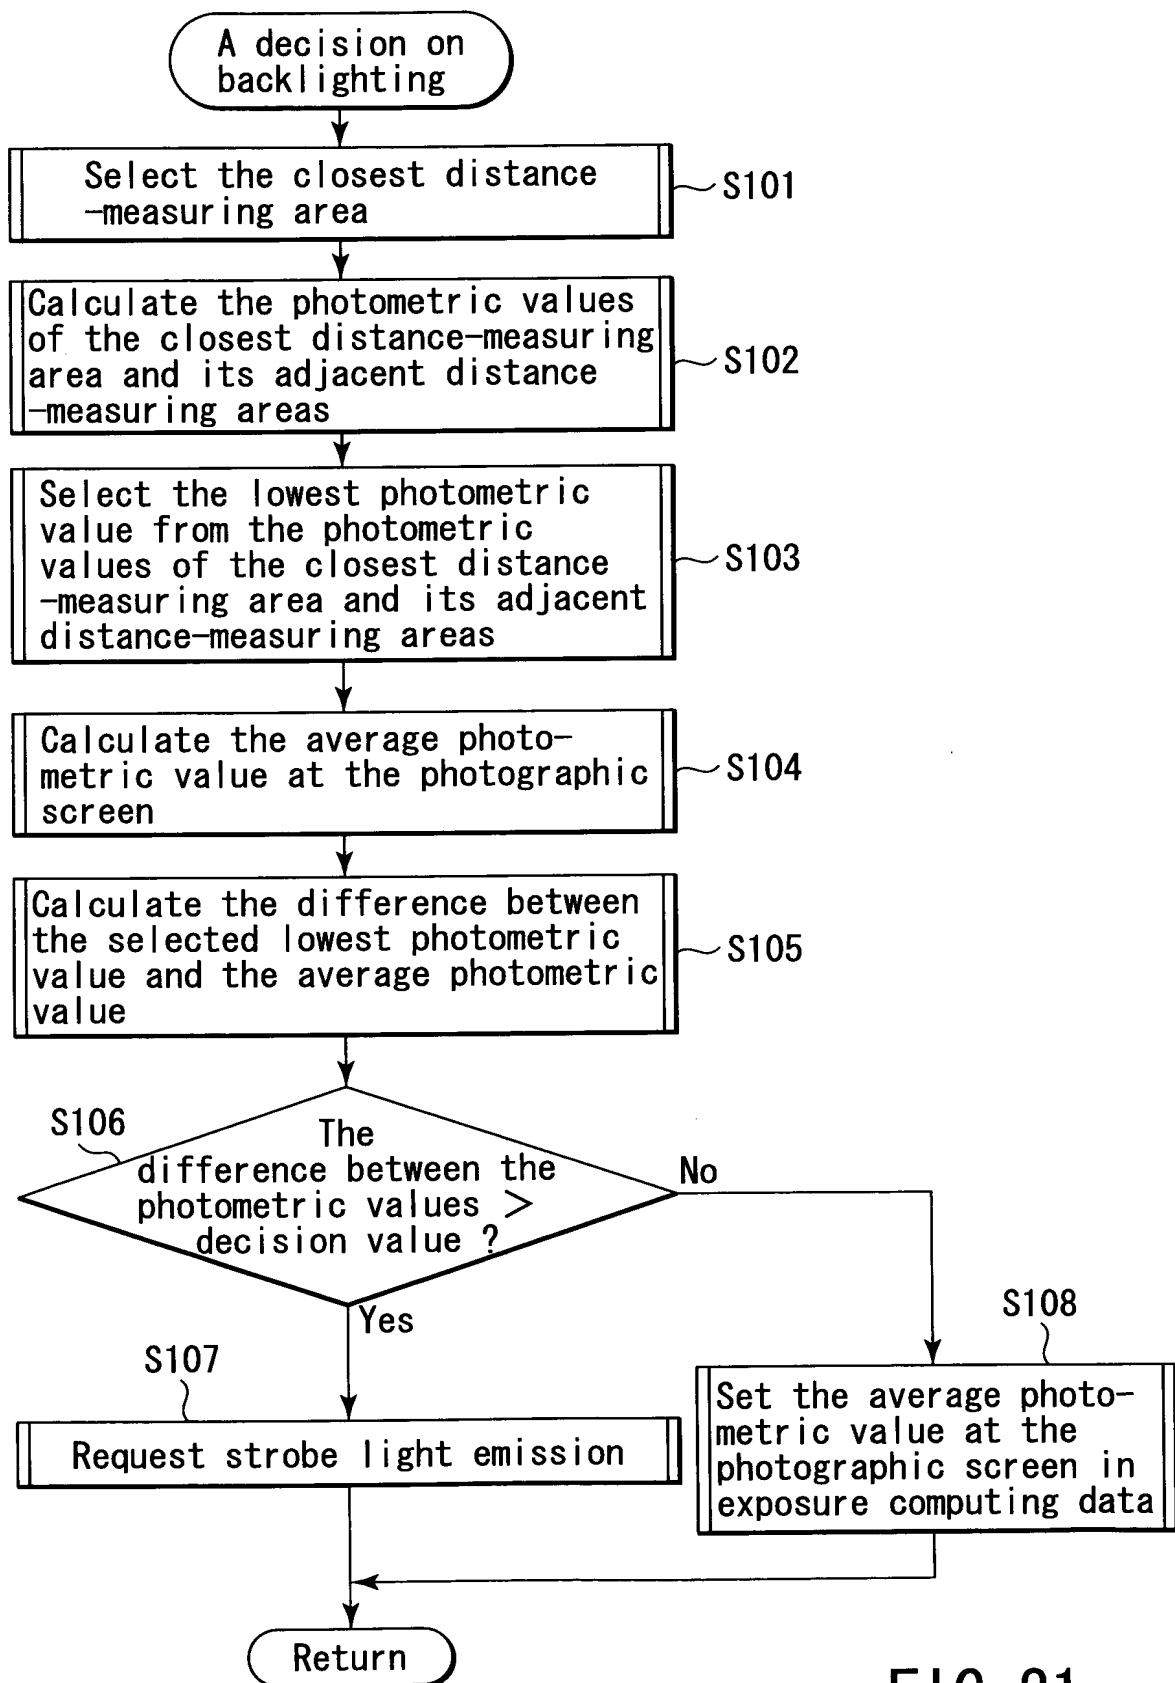 A decision on
backlighting
Select the closest distance
-measuring area
S101
Calculate the photometric values
of the closest distance-measuring
area and its adjacent distance
-measuring areas
S102
Select the lowest photometric
value from the photometric
values of the closest distance
-measuring area and its adjacent
distance-measuring areas
S103
Calculate the average photo-
metric value at the photographic
screen
S104
Calculate the difference between
the selected lowest photometric
value and the average photometric
value
S105
S106
The
difference between the
photometric values >
decision value ?
No
Yes
S107
Request strobe light emission
S108
Set the average photo-
metric value at the
photographic screen in
exposure computing data
Return